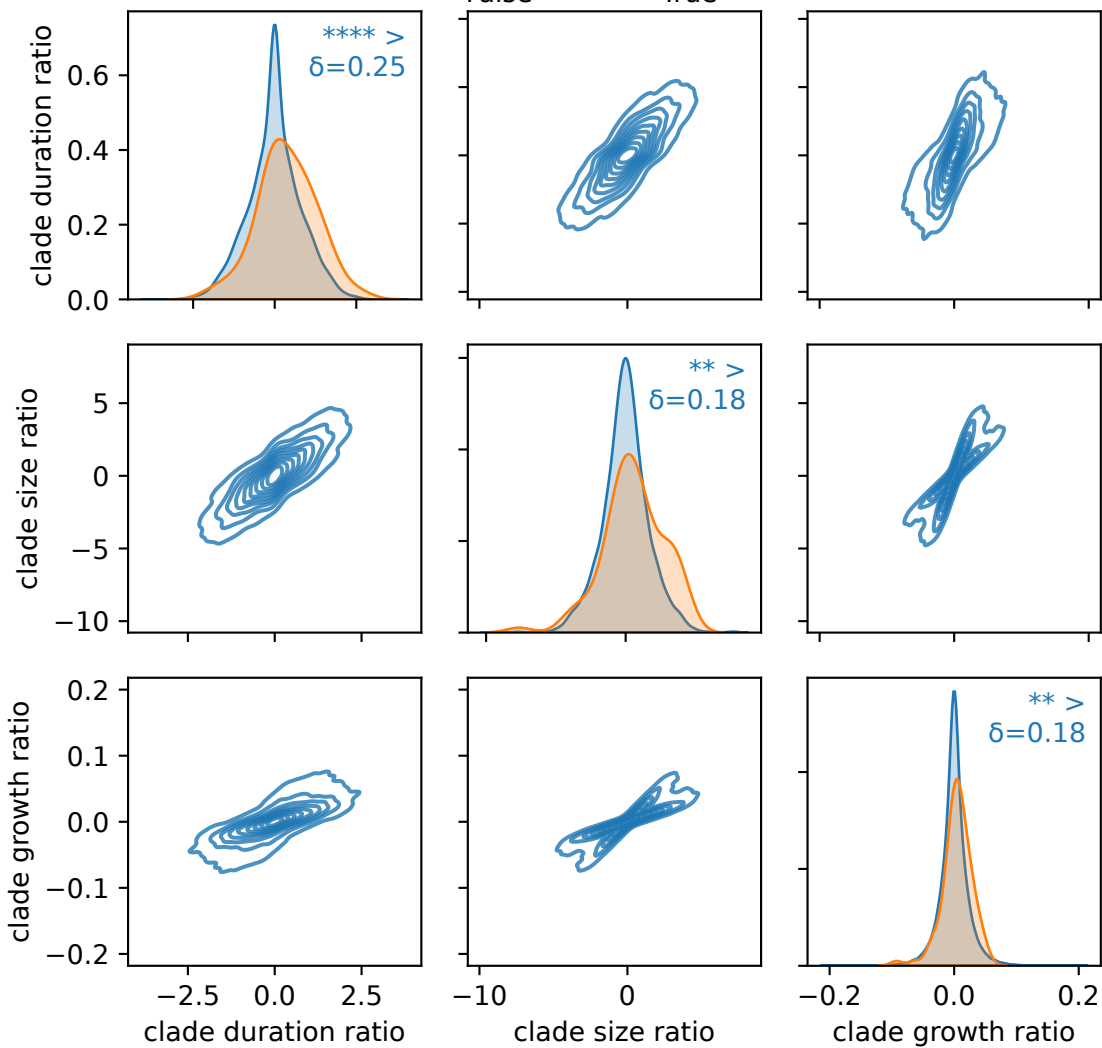 clade duration ratio
0.6
0.4
0.2
0.0
**** >
δ=0.25
clade size ratio
5
0
−5
−10
** >
δ=0.18
clade growth ratio
0.2
0.1
0.0
−0.1
−0.2
** >
δ=0.18
−2.5 0.0 2.5
−10 0
−0.2 0.0 0.2
clade duration ratio
clade size ratio
clade growth ratio